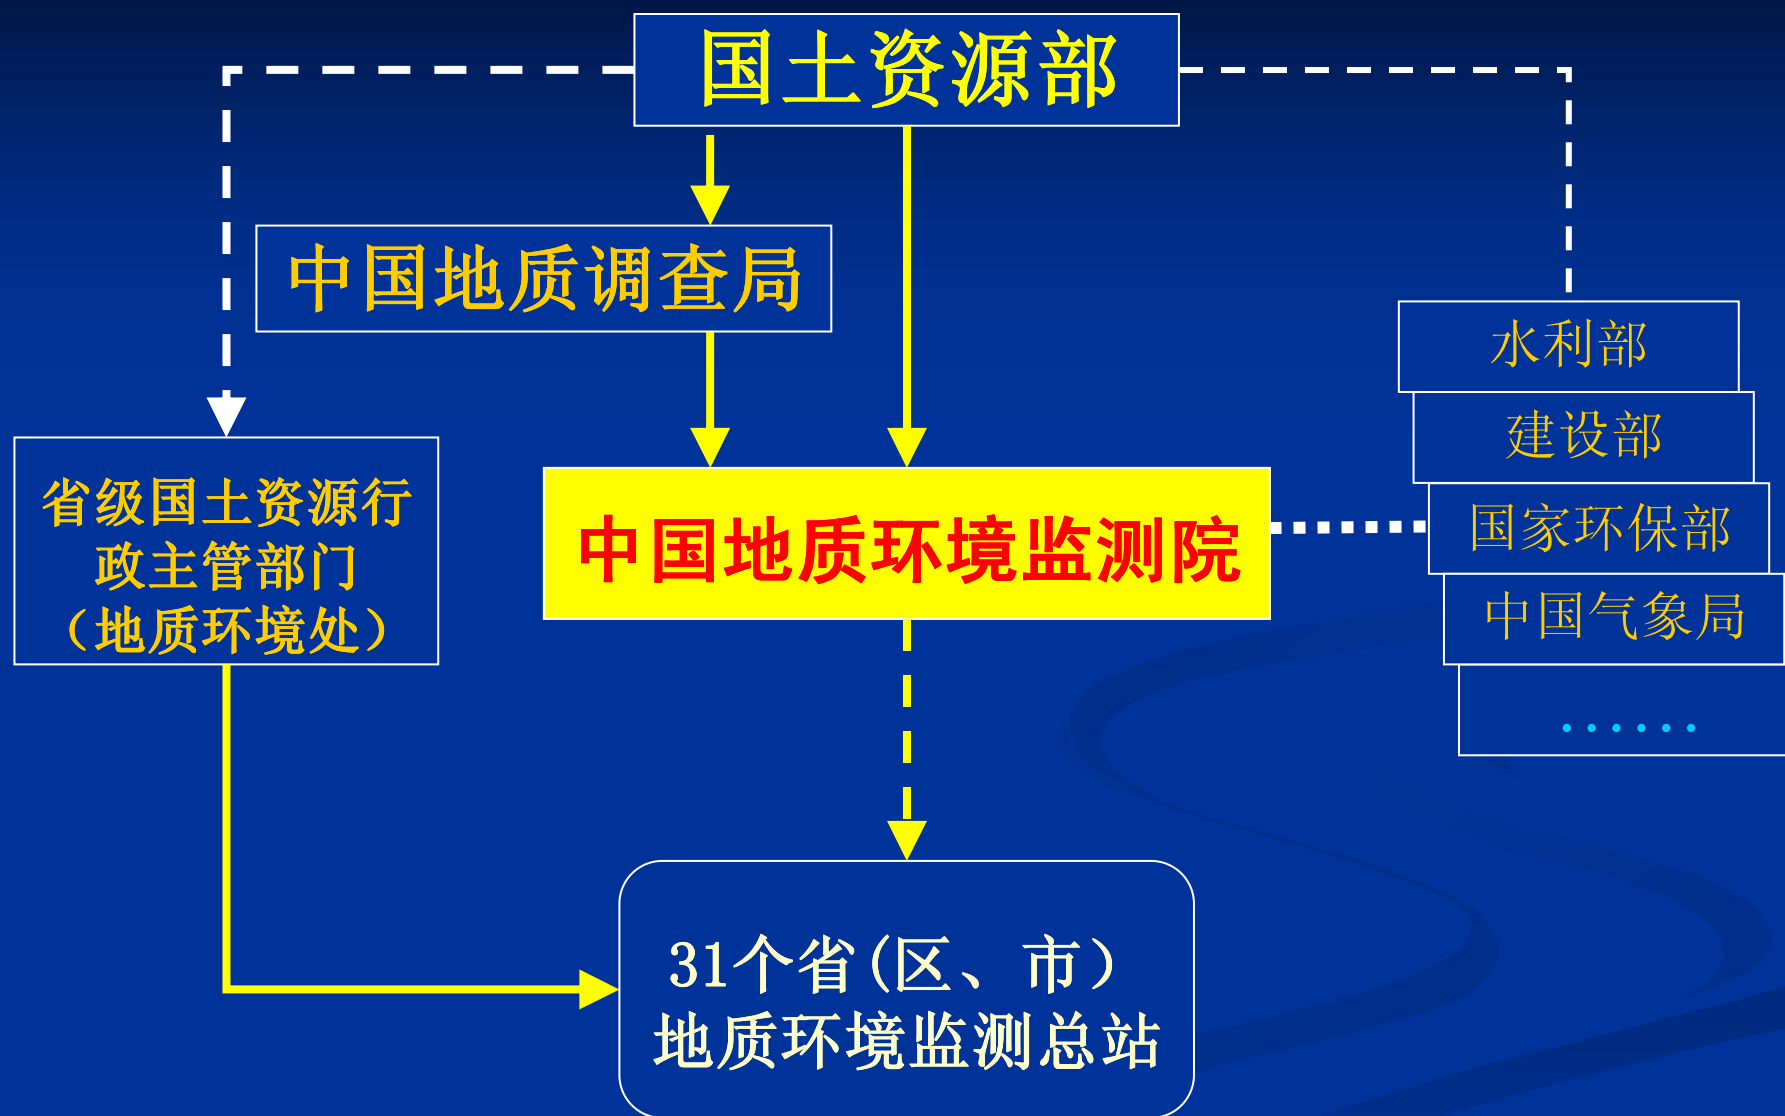 国土资源部
中国地质调查局
水利部
建设部
国家环保部
中国气象局
······
省级国土资源行
政主管部门
（地质环境处）
中国地质环境监测院
31个省(区、市）
地质环境监测总站